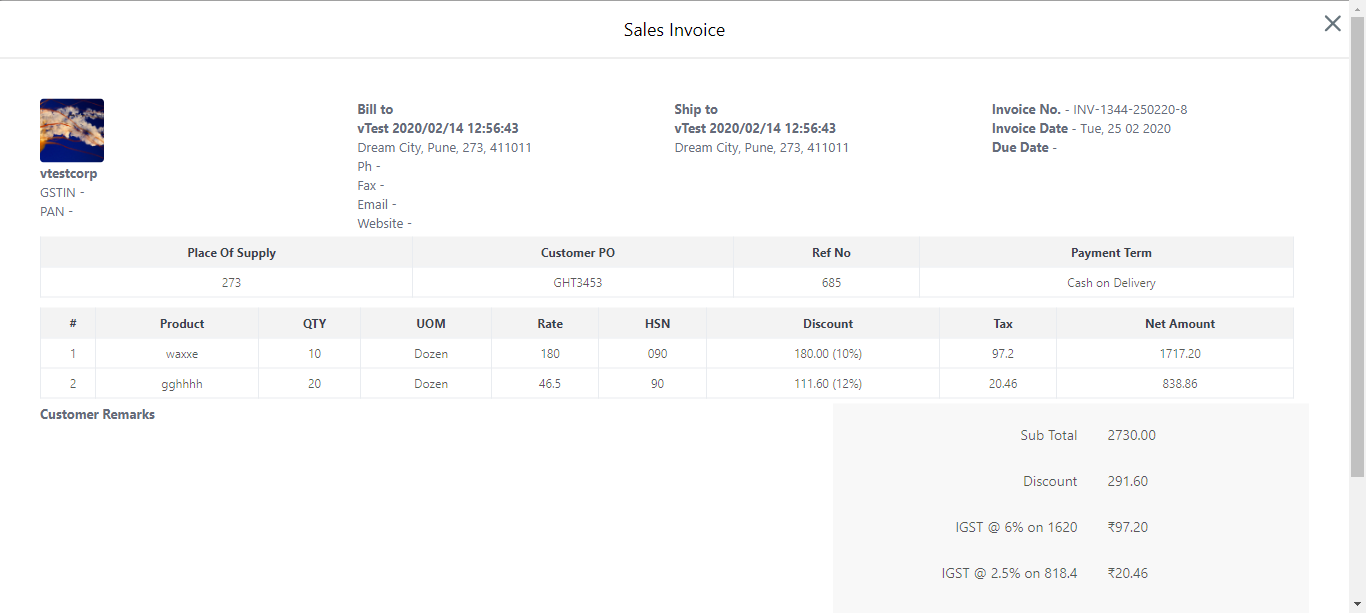 Sales Invoice
vtestcorp
GSTIN -
PAN -
Bill to
vTest 2020/02/14 12:56:43
Dream City, Pune, 273, 411011
Ph -
Fax -
Email -
Website -
Ship to
vTest 2020/02/14 12:56:43
Dream City, Pune, 273, 411011
Invoice No. - INV-1344-250220-8
Invoice Date - Tue, 25 02 2020
Due Date -
Place Of Supply Customer PO Ref No Payment Term
273 GHT3453 685 Cash on Delivery
# Product QTY UOM Rate HSN Discount Tax Net Amount
1 waxxe 10 Dozen 180 090 180.00 (10%) 97.2 1717.20
2 gghhhh 20 Dozen 46.5 90 111.60 (12%) 20.46 838.86
Customer Remarks
Sub Total 2730.00
Discount 291.60
IGST @ 6% on 1620 ₹97.20
IGST @ 2.5% on 818.4 ₹20.46